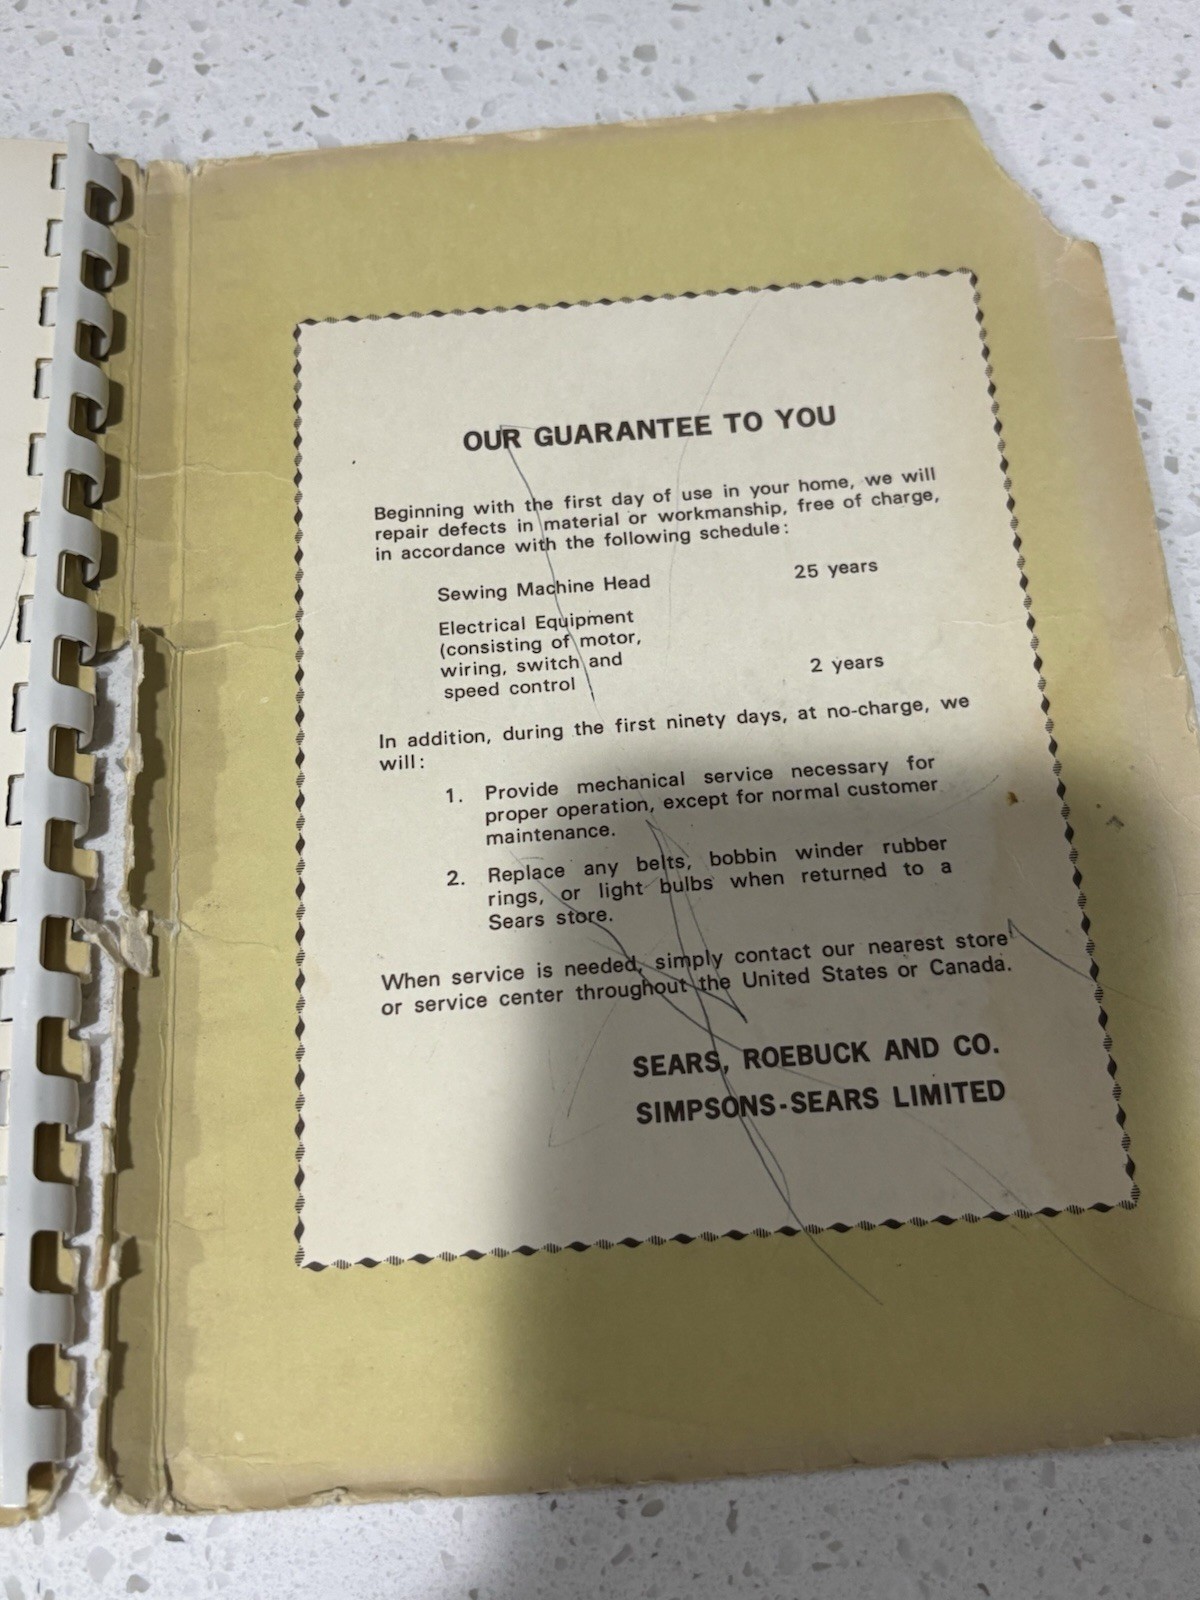 OUR GUARANTEE TO YOU
Beginning with the first day of use in your home, we will
repair defects in material or workmanship, free of charge,
in accordance with the following schedule:
Sewing Machine Head 25 years
Electrical Equipment
(consisting of motor,
wiring, switch and
speed control 2 years
In addition, during the first ninety days, at no-charge, we
will:
1. Provide mechanical service necessary for
proper operation, except for normal customer
maintenance.
2. Replace any belts, bobbin winder rubber
rings, or light bulbs when returned to a
Sears store.
When service is needed, simply contact our nearest store
or service center throughout the United States or Canada.
SEARS, ROEBUCK AND CO.
SIMPSONS-SEARS LIMITED